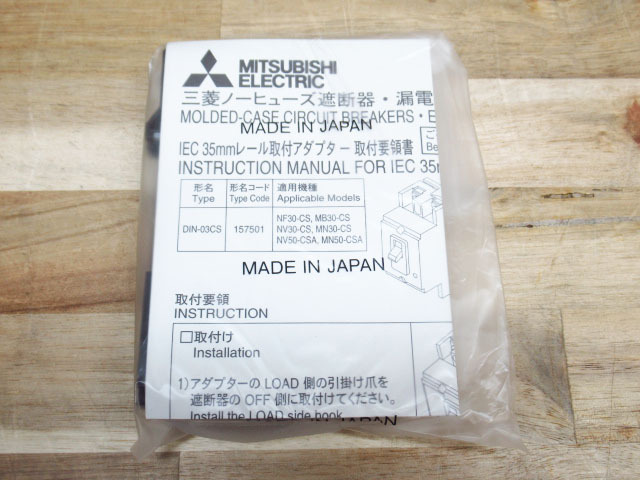 MITSUBISHI
ELECTRIC
三菱ノーヒューズ遮断器・漏電
MOLDED-CASE CIRCUIT BREAKERS・E
MADE IN JAPAN
IEC 35mmレール取付アダプター 取付要領書
ご
Be
INSTRUCTION MANUAL FOR IEC 35
形名 形名コード 適用機種
Type Type Code Applicable Models
DIN-03CS 157501 NF30-CS, MB30-CS
NV30-CS, MN30-CS
NV50-CSA, MN50-CSA
MADE IN JAPAN
取付要領
INSTRUCTION
□取付け
Installation
1)アダプターの LOAD 側の引掛け爪を
遮断器の OFF 側に取付けてください。
Install the LOAD side hook
IN JAPAN